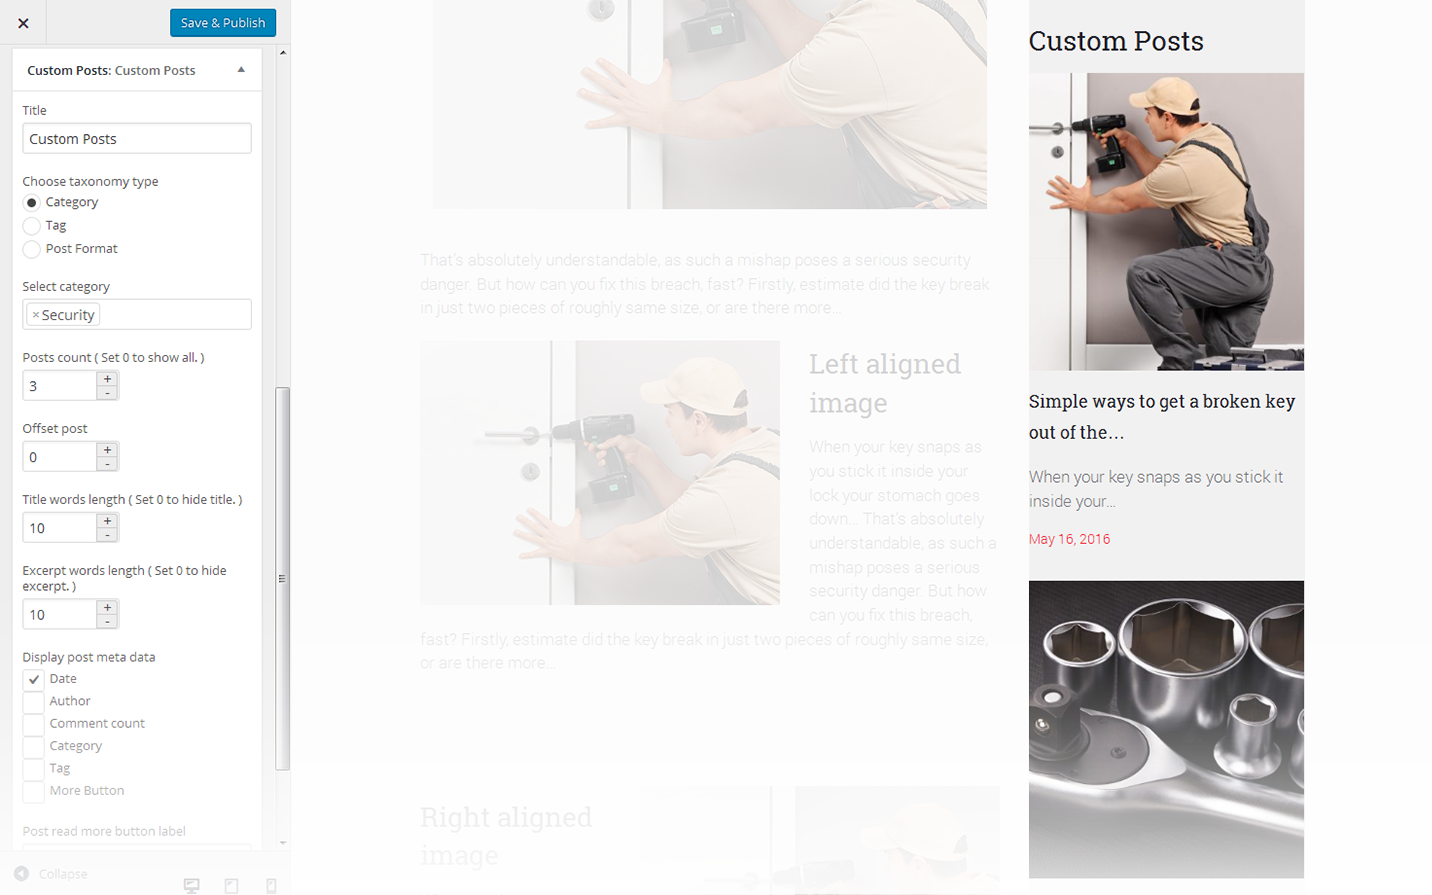 Save & Publish
Custom Posts: Custom Posts
Title
Custom Posts
Choose taxonomy type
Category
Tag
Post Format
Select category
× Security
Posts count ( Set 0 to show all. )
3
+
-
Offset post
0
+
-
Title words length ( Set 0 to hide title. )
10
+
-
Excerpt words length ( Set 0 to hide
excerpt. )
10
+
-
Display post meta data
Date
Author
Comment count
Category
Tag
More Button
Post read more button label
Collapse
That's absolutely understandable, as such a mishap poses a serious security
danger. But how can you fix this breach, fast? Firstly, estimate did the key break
in just two pieces of roughly same size, or are there more...
Left aligned
image
When your key snaps as
you stick it inside your
lock your stomach goes
down... That's absolutely
understandable, as such a
mishap poses a serious
security danger. But how
can you fix this breach,
fast? Firstly, estimate did the key break in just two pieces of roughly same size,
or are there more...
Right aligned
image
Custom Posts
Simple ways to get a broken key
out of the...
When your key snaps as you stick it
inside your...
May 16, 2016